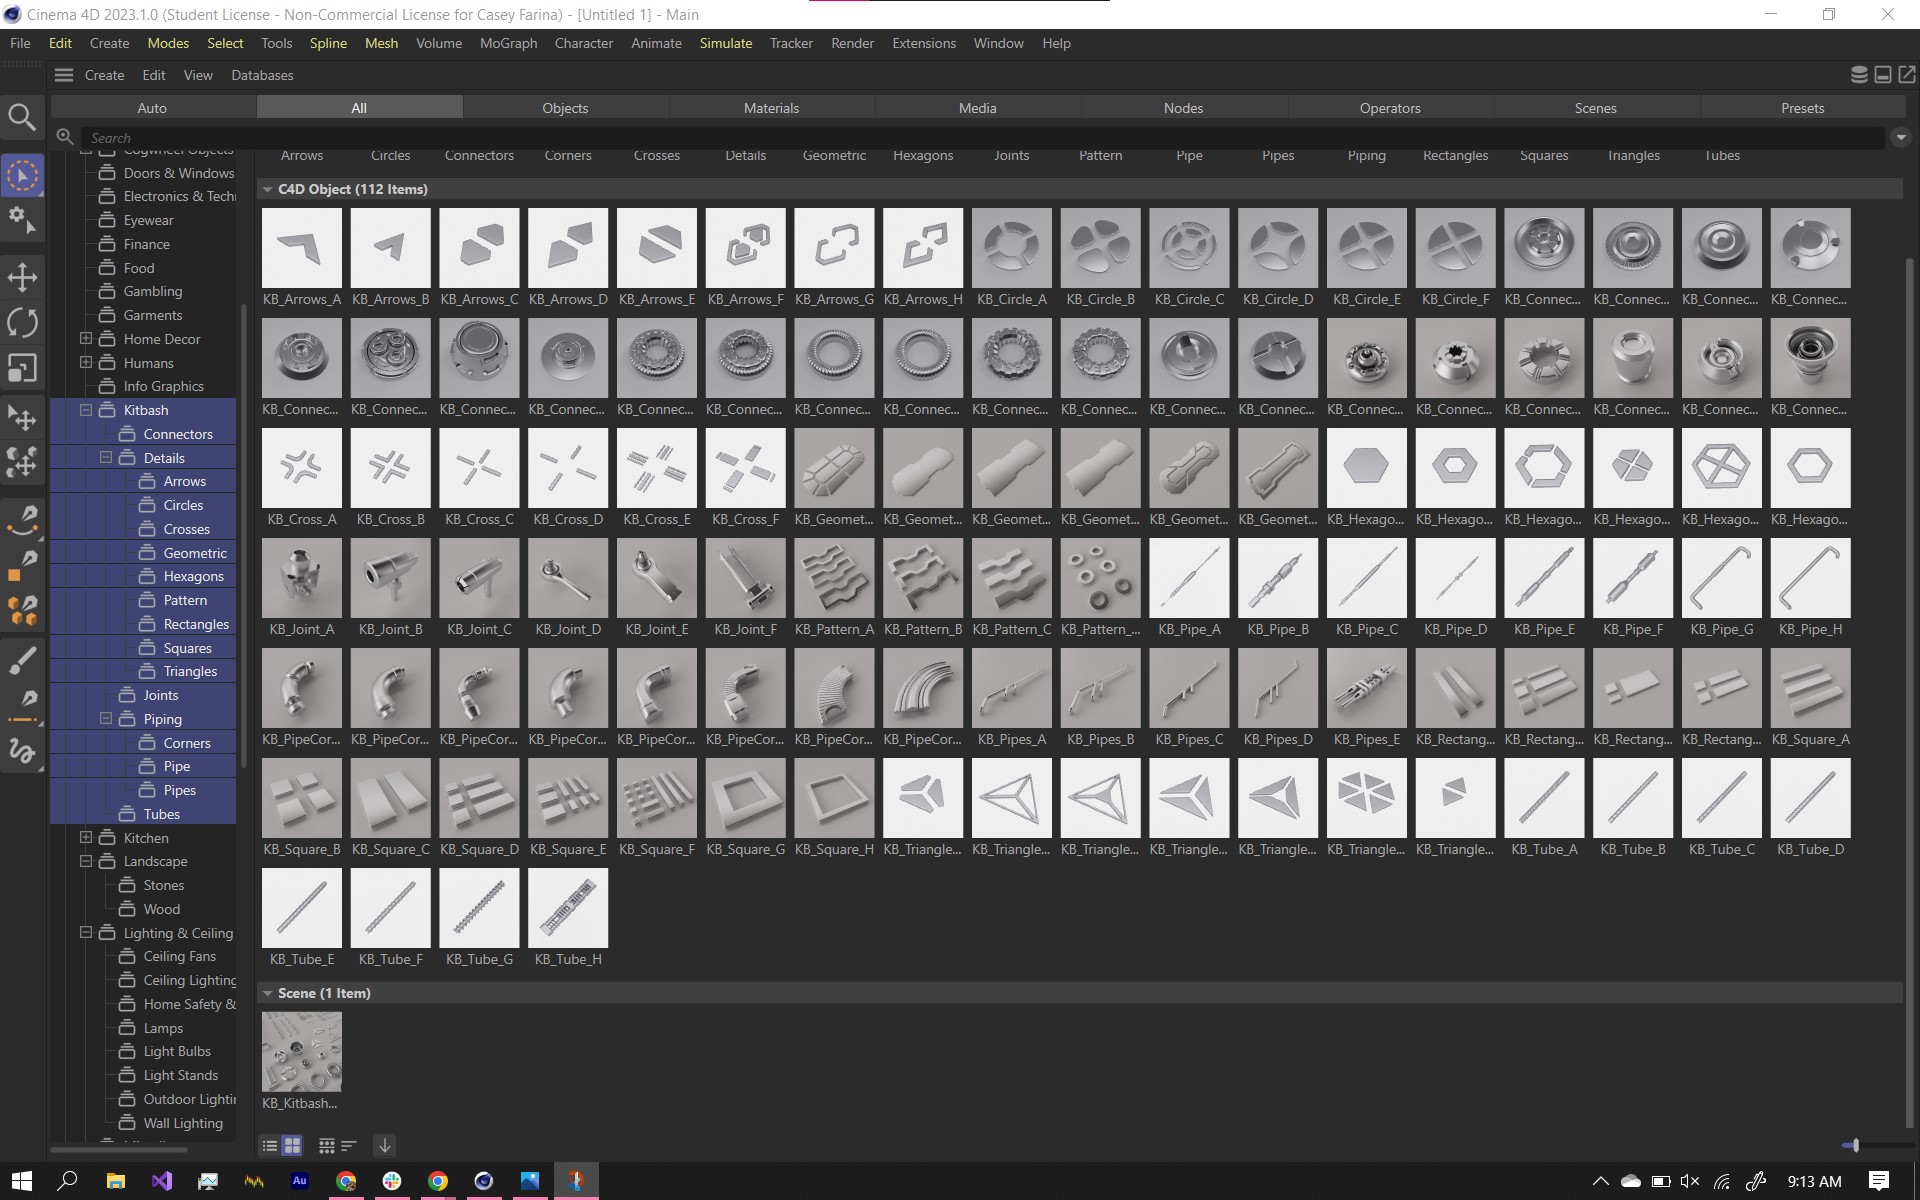 Cinema 4D 2023.1.0 (Student License - Non-Commercial License for Casey Farina) - [Untitled 1] - Main
File Edit Create Modes Select Tools Spline Mesh Volume MoGraph Character Animate Simulate Tracker Render Extensions Window Help
Create Edit View Databases
Auto All Objects Materials Media Nodes Operators Scenes Presets
Search
Cogwheel Objects
Doors & Windows
Electronics & Techn
Eyewear
Finance
Food
Gambling
Garments
Home Decor
Humans
Info Graphics
Kitbash
Connectors
Details
Arrows
Circles
Crosses
Geometric
Hexagons
Pattern
Rectangles
Squares
Triangles
Joints
Piping
Corners
Pipe
Pipes
Tubes
Kitchen
Landscape
Stones
Wood
Lighting & Ceiling
Ceiling Fans
Ceiling Lighting
Home Safety &
Lamps
Light Bulbs
Light Stands
Outdoor Lightin
Wall Lighting
Arrows Circles Connectors Corners Crosses Details Geometric Hexagons Joints Pattern Pipe Pipes Piping Rectangles Squares Triangles Tubes
C4D Object (112 Items)
KB_Arrows_A KB_Arrows_B KB_Arrows_C KB_Arrows_D KB_Arrows_E KB_Arrows_F KB_Arrows_G KB_Arrows_H KB_Circle_A KB_Circle_B KB_Circle_C KB_Circle_D KB_Circle_E KB_Circle_F KB_Connec... KB_Connec... KB_Connec... KB_Connec...
KB_Connec... KB_Connec... KB_Connec... KB_Connec... KB_Connec... KB_Connec... KB_Connec... KB_Connec... KB_Connec... KB_Connec... KB_Connec... KB_Connec... KB_Connec... KB_Connec... KB_Connec... KB_Connec... KB_Connec... KB_Connec...
KB_Cross_A KB_Cross_B KB_Cross_C KB_Cross_D KB_Cross_E KB_Cross_F KB_Geomet... KB_Geomet... KB_Geomet... KB_Geomet... KB_Geomet... KB_Geomet... KB_Hexago... KB_Hexago... KB_Hexago... KB_Hexago... KB_Hexago... KB_Hexago...
KB_Joint_A KB_Joint_B KB_Joint_C KB_Joint_D KB_Joint_E KB_Joint_F KB_Pattern_A KB_Pattern_B KB_Pattern_C KB_Pattern_... KB_Pipe_A KB_Pipe_B KB_Pipe_C KB_Pipe_D KB_Pipe_E KB_Pipe_F KB_Pipe_G KB_Pipe_H
KB_PipeCor... KB_PipeCor... KB_PipeCor... KB_PipeCor... KB_PipeCor... KB_PipeCor... KB_PipeCor... KB_PipeCor... KB_Pipes_A KB_Pipes_B KB_Pipes_C KB_Pipes_D KB_Pipes_E KB_Rectang... KB_Rectang... KB_Rectang... KB_Rectang... KB_Square_A
KB_Square_B KB_Square_C KB_Square_D KB_Square_E KB_Square_F KB_Square_G KB_Square_H KB_Triangle... KB_Triangle... KB_Triangle... KB_Triangle... KB_Triangle... KB_Triangle... KB_Triangle... KB_Tube_A KB_Tube_B KB_Tube_C KB_Tube_D
KB_Tube_E KB_Tube_F KB_Tube_G KB_Tube_H
Scene (1 Item)
KB_Kitbash...
Au
9:13 AM